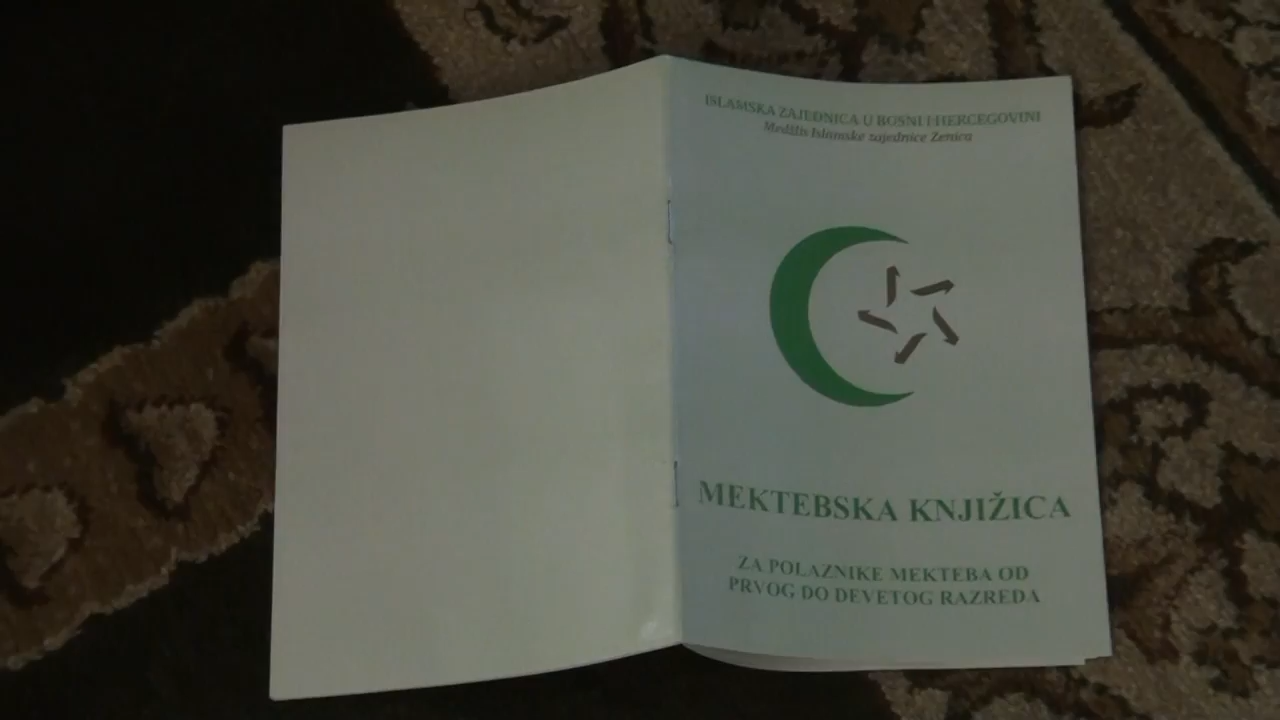 ISLAMSKA ZAJEDNICA U BOSNI I HERCEGOVINI
Medžlis Islamske zajednice Zenica
MEKTEBSKA KNJIŽICA
ZA POLAZNIKE MEKTEBA OD
PRVOG DO DEVETOG RAZREDA